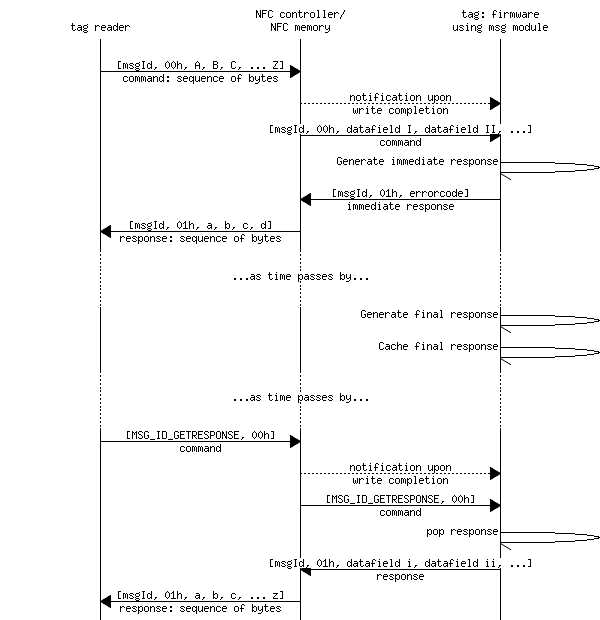 NFC controller/
tag: firmware
tag reader
NFC memory
using msg module
[msgId, 00h, A, B, C, ... Z]
command: sequence of bytes
notification upon
write completion
[msgId, 00h, datafield I, datafield II, ...]
command
Generate immediate response
[msgId, 01h, errorcode]
immediate response
[msgId, 01h, a, b, c, d]
response: sequence of bytes
...as time passes by...
Generate final response
Cache final response
...as time passes by...
[MSG_ID_GETRESPONSE, 00h]
command
notification upon
write completion
[MSG_ID_GETRESPONSE, 00h]
command
pop response
[msgId, 01h, datafield i, datafield ii, ...]
response
[msgId, 01h, a, b, c, ... z]
response: sequence of bytes